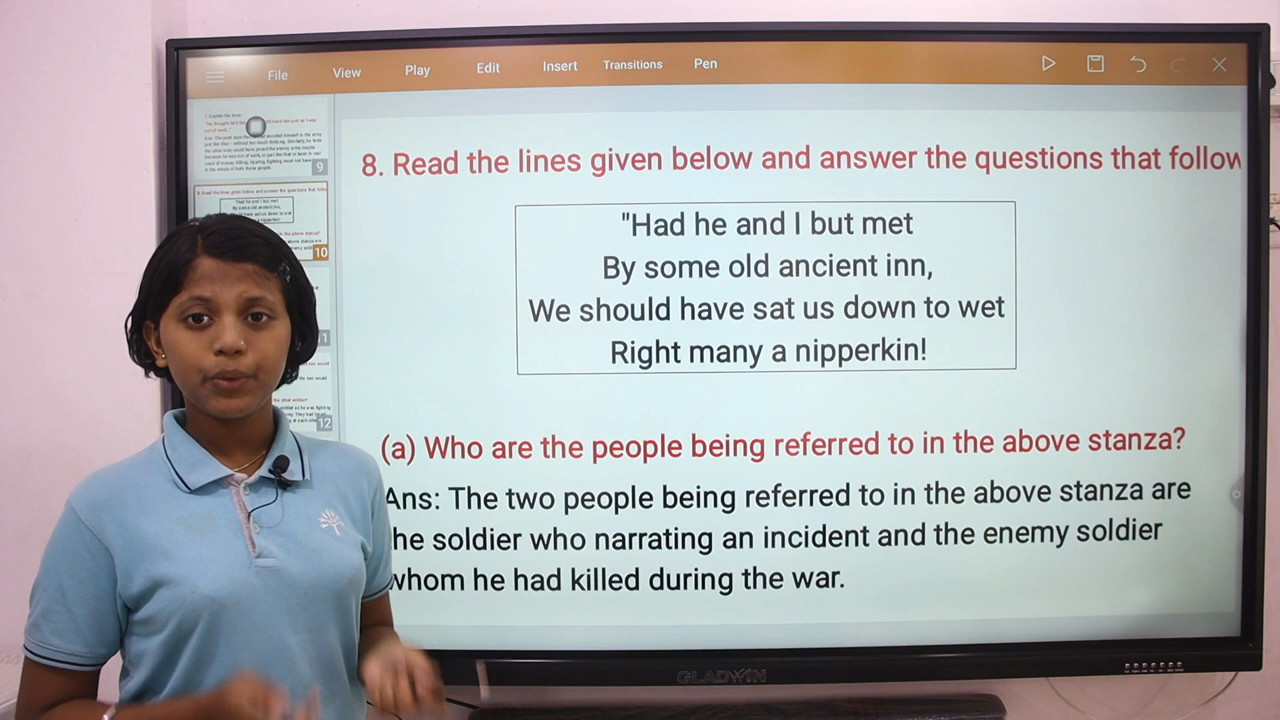 File View Play Edit Insert Transitions Pen
9
10
12
8. Read the lines given below and answer the questions that follow
"Had he and I but met
By some old ancient inn,
We should have sat us down to wet
Right many a nipperkin!
(a) Who are the people being referred to in the above stanza?
Ans: The two people being referred to in the above stanza are
he soldier who narrating an incident and the enemy soldier
whom he had killed during the war.
GLADWIN